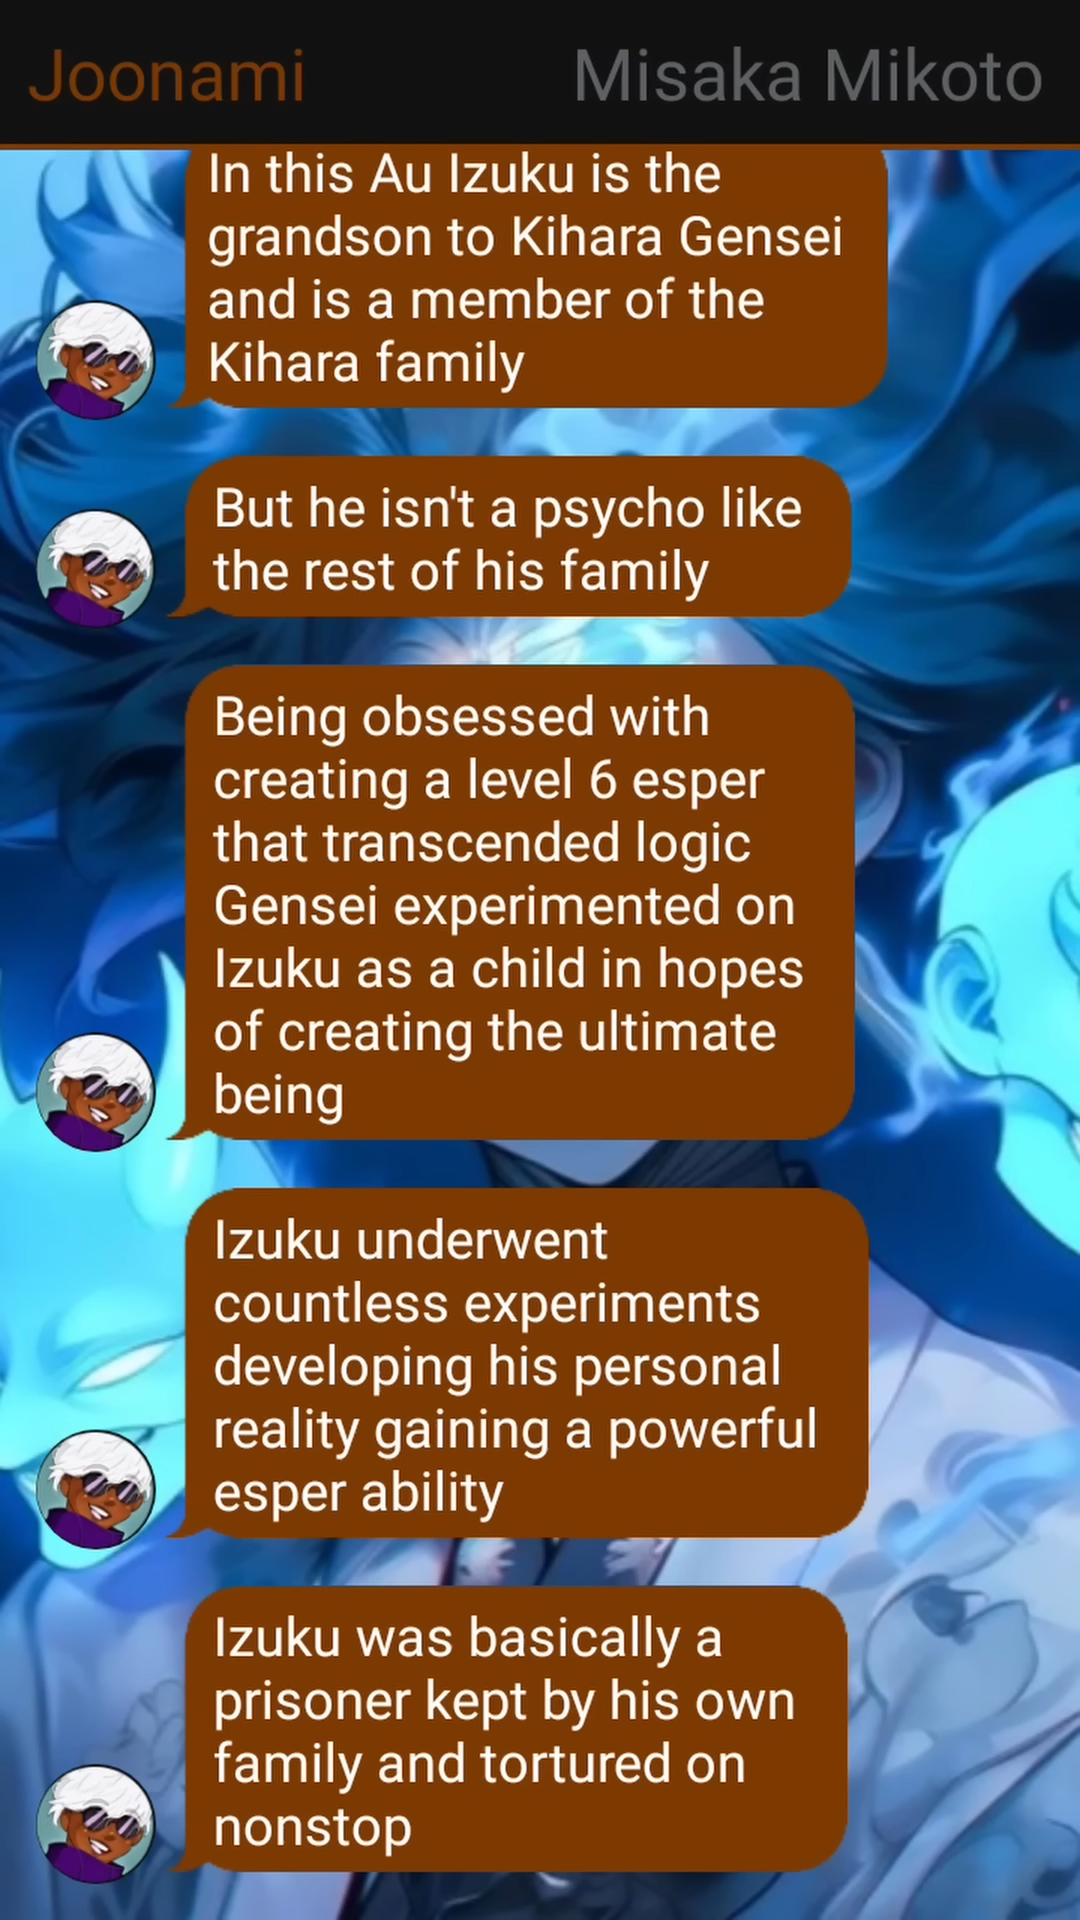 Joonami
Misaka Mikoto
In this Au Izuku is the
grandson to Kihara Gensei
and is a member of the
Kihara family
But he isn't a psycho like
the rest of his family
Being obsessed with
creating a level 6 esper
that transcended logic
Gensei experimented on
Izuku as a child in hopes
of creating the ultimate
being
Izuku underwent
countless experiments
developing his personal
reality gaining a powerful
esper ability
Izuku was basically a
prisoner kept by his own
family and tortured on
nonstop